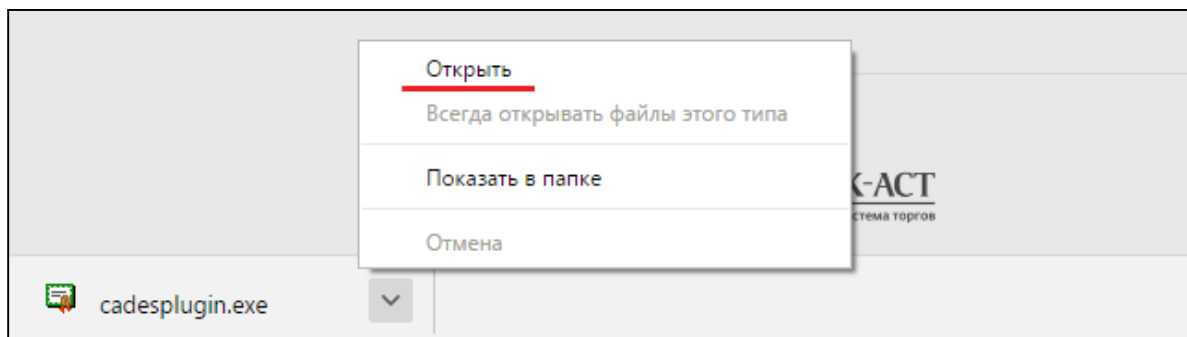 Открыть
Всегда открывать файлы этого типа
Показать в папке
К-АСТ
стема торгов
Отмена
cadesplugin.exe